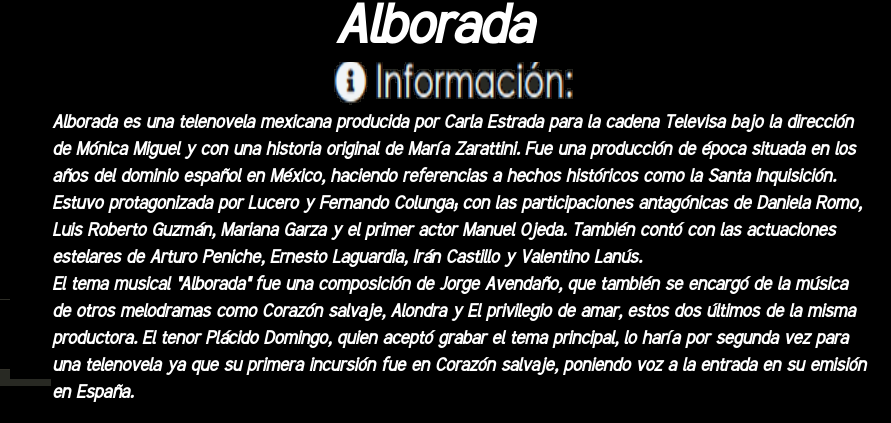 Alborada
Información:
Alborada es una telenovela mexicana producida por Carla Estrada para la cadena Televisa bajo la dirección
de Mónica Miguel y con una historia original de María Zarattini. Fue una producción de época situada en los
años del dominio español en México, haciendo referencias a hechos históricos como la Santa Inquisición.
Estuvo protagonizada por Lucero y Fernando Colunga; con las participaciones antagónicas de Daniela Romo,
Luis Roberto Guzmán, Mariana Garza y el primer actor Manuel Ojeda. También contó con las actuaciones
estelares de Arturo Peniche, Ernesto Laguardia, Irán Castillo y Valentino Lanús.
El tema musical "Alborada" fue una composición de Jorge Avendaño, que también se encargó de la música
de otros melodramas como Corazón salvaje, Alondra y El privilegio de amar, estos dos últimos de la misma
productora. El tenor Plácido Domingo, quien aceptó grabar el tema principal, lo haría por segunda vez para
una telenovela ya que su primera incursión fue en Corazón salvaje, poniendo voz a la entrada en su emisión
en España.